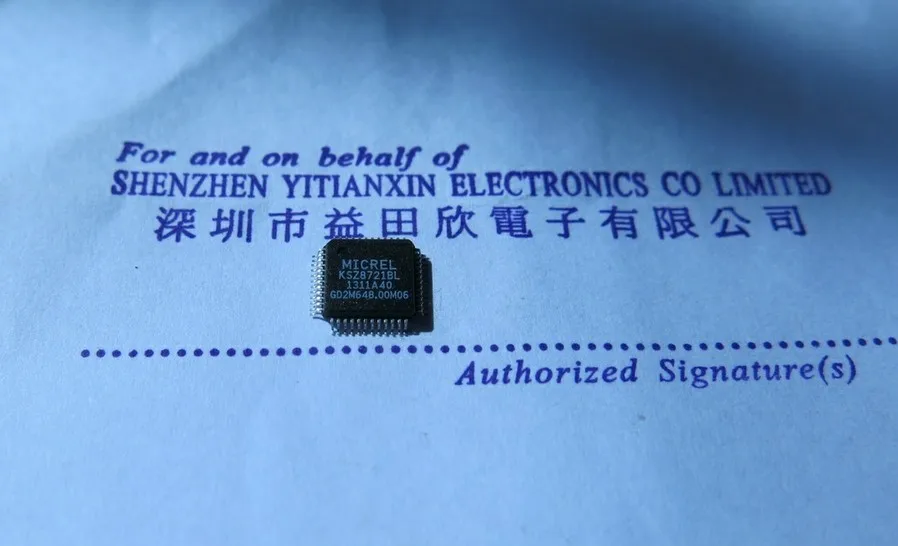 For and on behalf of
SHENZHEN YITIANXIN ELECTRONICS CO LIMITED
深圳市益田欣電子有限公司
MICREL
KSZ8721BL
1311A40
GD2M64B.00M06
Authorized Signature(s)